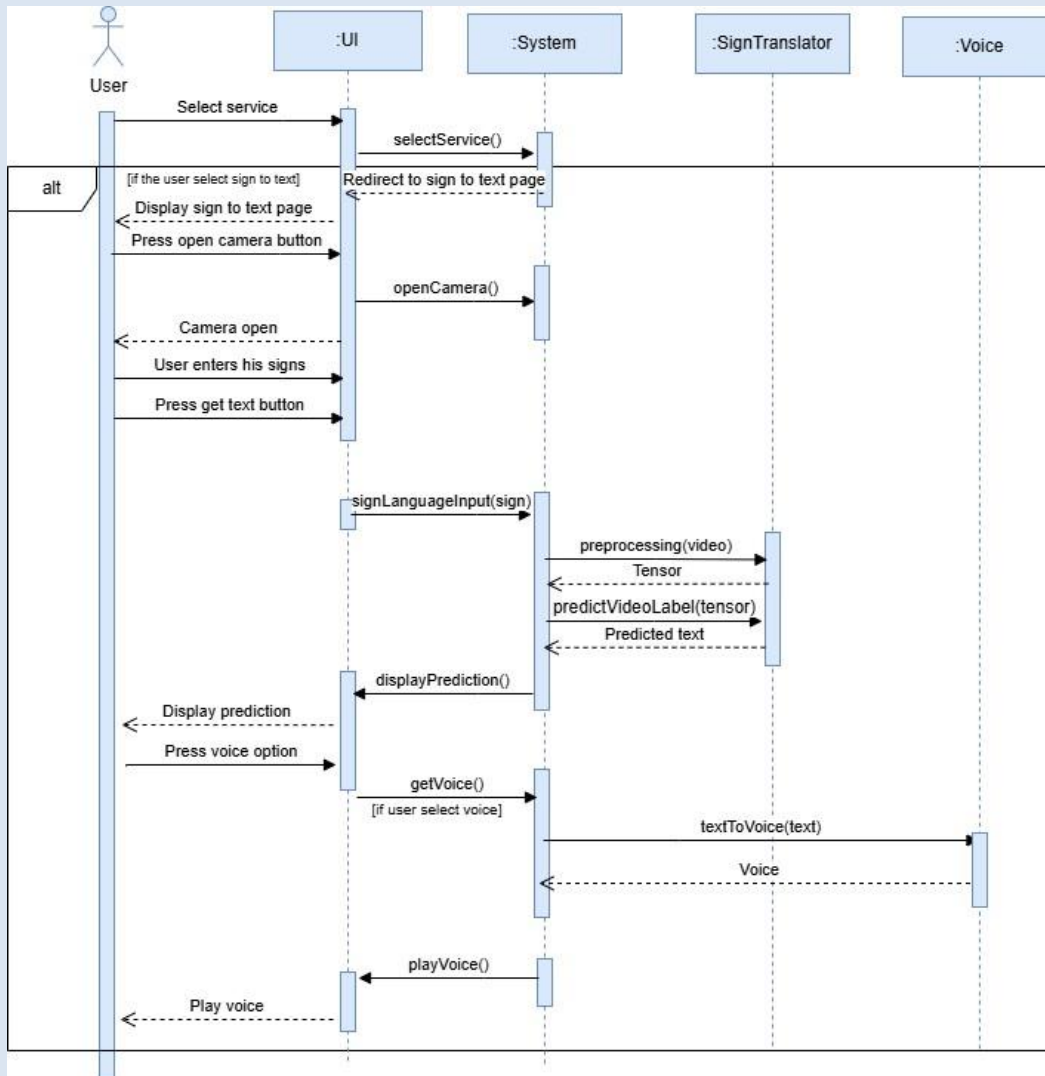 :UI
:System
:SignTranslator
:Voice
User
Select service
selectService()
alt
[if the user select sign to text]
Redirect to sign to text page
Display sign to text page
Press open camera button
openCamera()
Camera open
User enters his signs
Press get text button
signLanguageInput(sign)
preprocessing(video)
Tensor
predictVideoLabel(tensor)
Predicted text
displayPrediction()
Display prediction
Press voice option
getVoice()
[if user select voice]
textToVoice(text)
Voice
playVoice()
Play voice